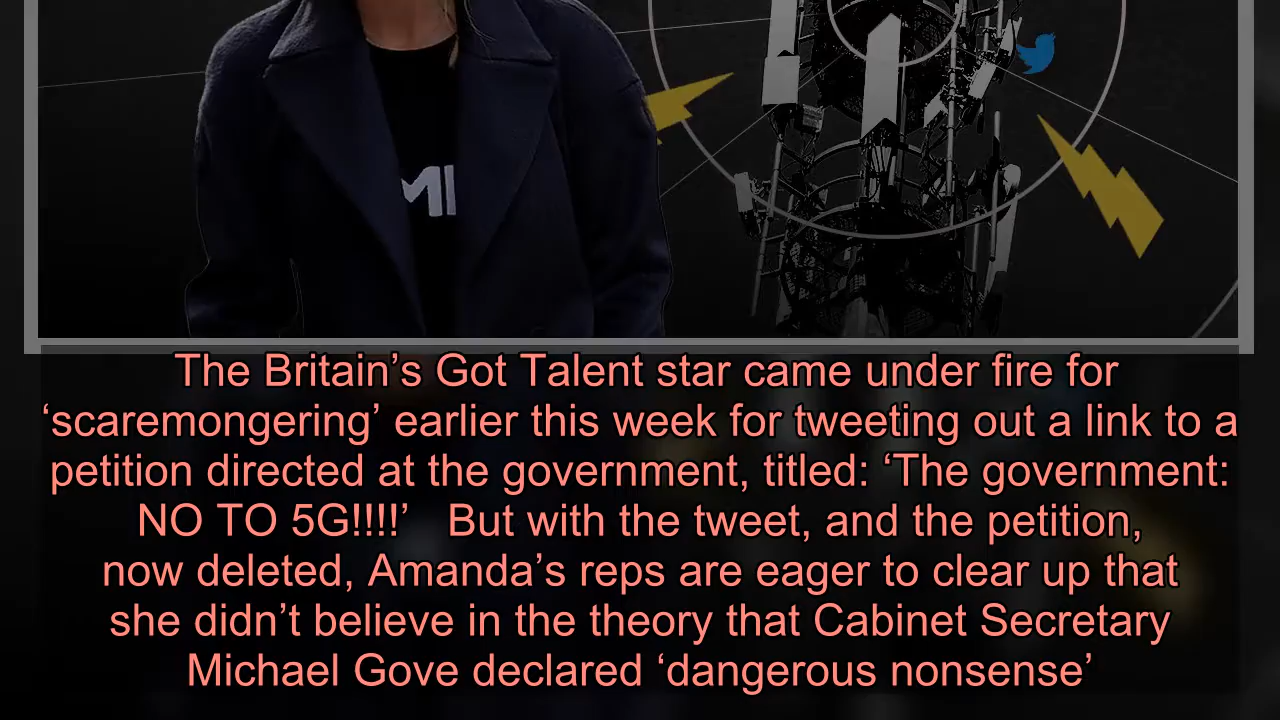 MI
The Britain’s Got Talent star came under fire for
‘scaremongering’ earlier this week for tweeting out a link to a
petition directed at the government, titled: ‘The government:
NO TO 5G!!!!’   But with the tweet, and the petition,
now deleted, Amanda’s reps are eager to clear up that
she didn’t believe in the theory that Cabinet Secretary
Michael Gove declared ‘dangerous nonsense’